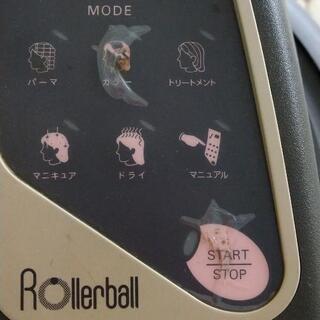 MODE
パーマ カラー トリートメント
マニキュア ドライ マニュアル
START
STOP
Rollerball